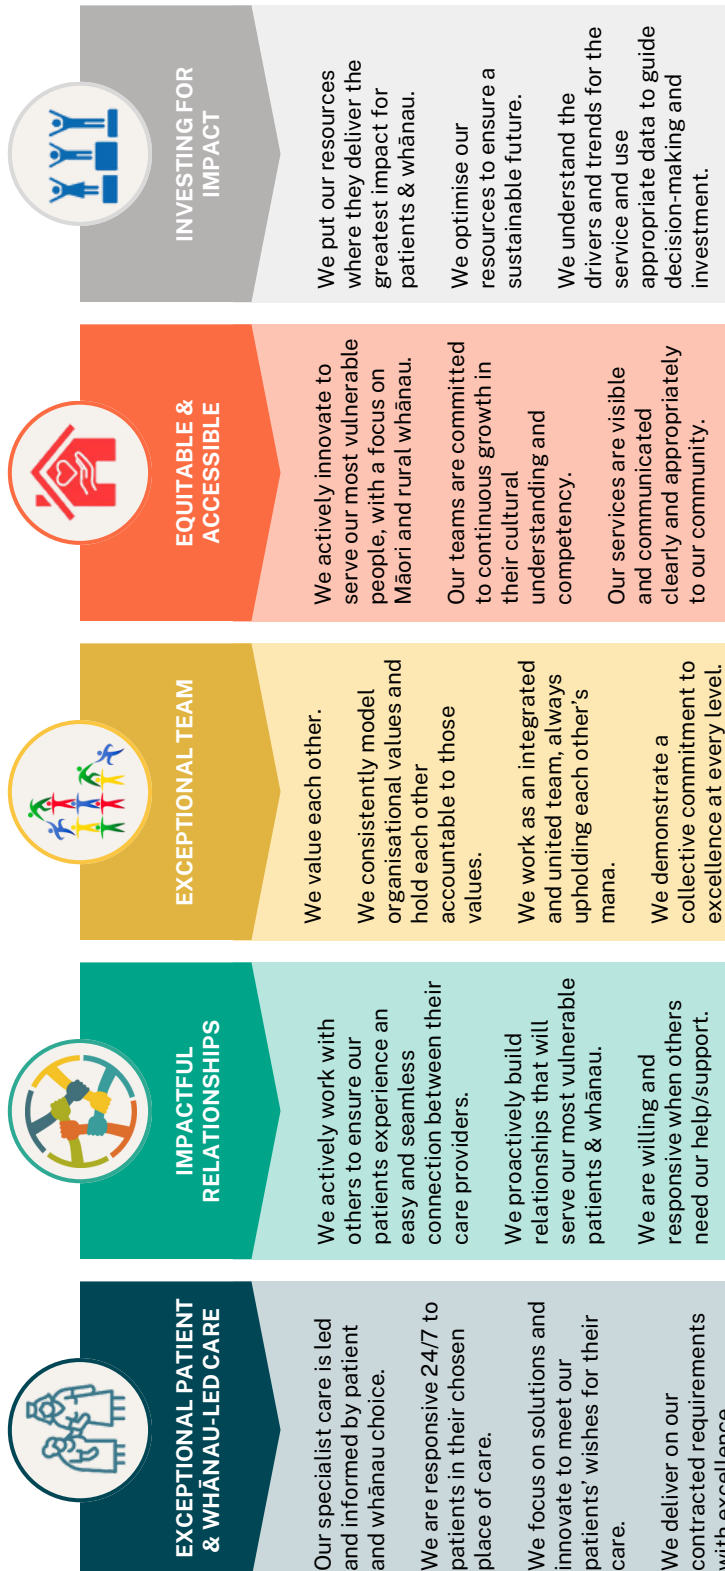 EXCEPTIONAL PATIENT
& WHĀNAU-LED CARE
Our specialist care is led
and informed by patient
and whānau choice.
We are responsive 24/7 to
patients in their chosen
place of care.
We focus on solutions and
innovate to meet our
patients' wishes for their
care.
We deliver on our
contracted requirements
with excellence
IMPACTFUL
RELATIONSHIPS
We actively work with
others to ensure our
patients experience an
easy and seamless
connection between their
care providers.
We proactively build
relationships that will
serve our most vulnerable
patients & whānau.
We are willing and
responsive when others
need our help/support.
EXCEPTIONAL TEAM
We value each other.
We consistently model
organisational values and
hold each other
accountable to those
values.
We work as an integrated
and united team, always
upholding each other's
mana.
We demonstrate a
collective commitment to
excellence at every level.
EQUITABLE &
ACCESSIBLE
We actively innovate to
serve our most vulnerable
people, with a focus on
Māori and rural whānau.
Our teams are committed
to continuous growth in
their cultural
understanding and
competency.
Our services are visible
and communicated
clearly and appropriately
to our community.
INVESTING FOR
IMPACT
We put our resources
where they deliver the
greatest impact for
patients & whānau.
We optimise our
resources to ensure a
sustainable future.
We understand the
drivers and trends for the
service and use
appropriate data to guide
decision-making and
investment.